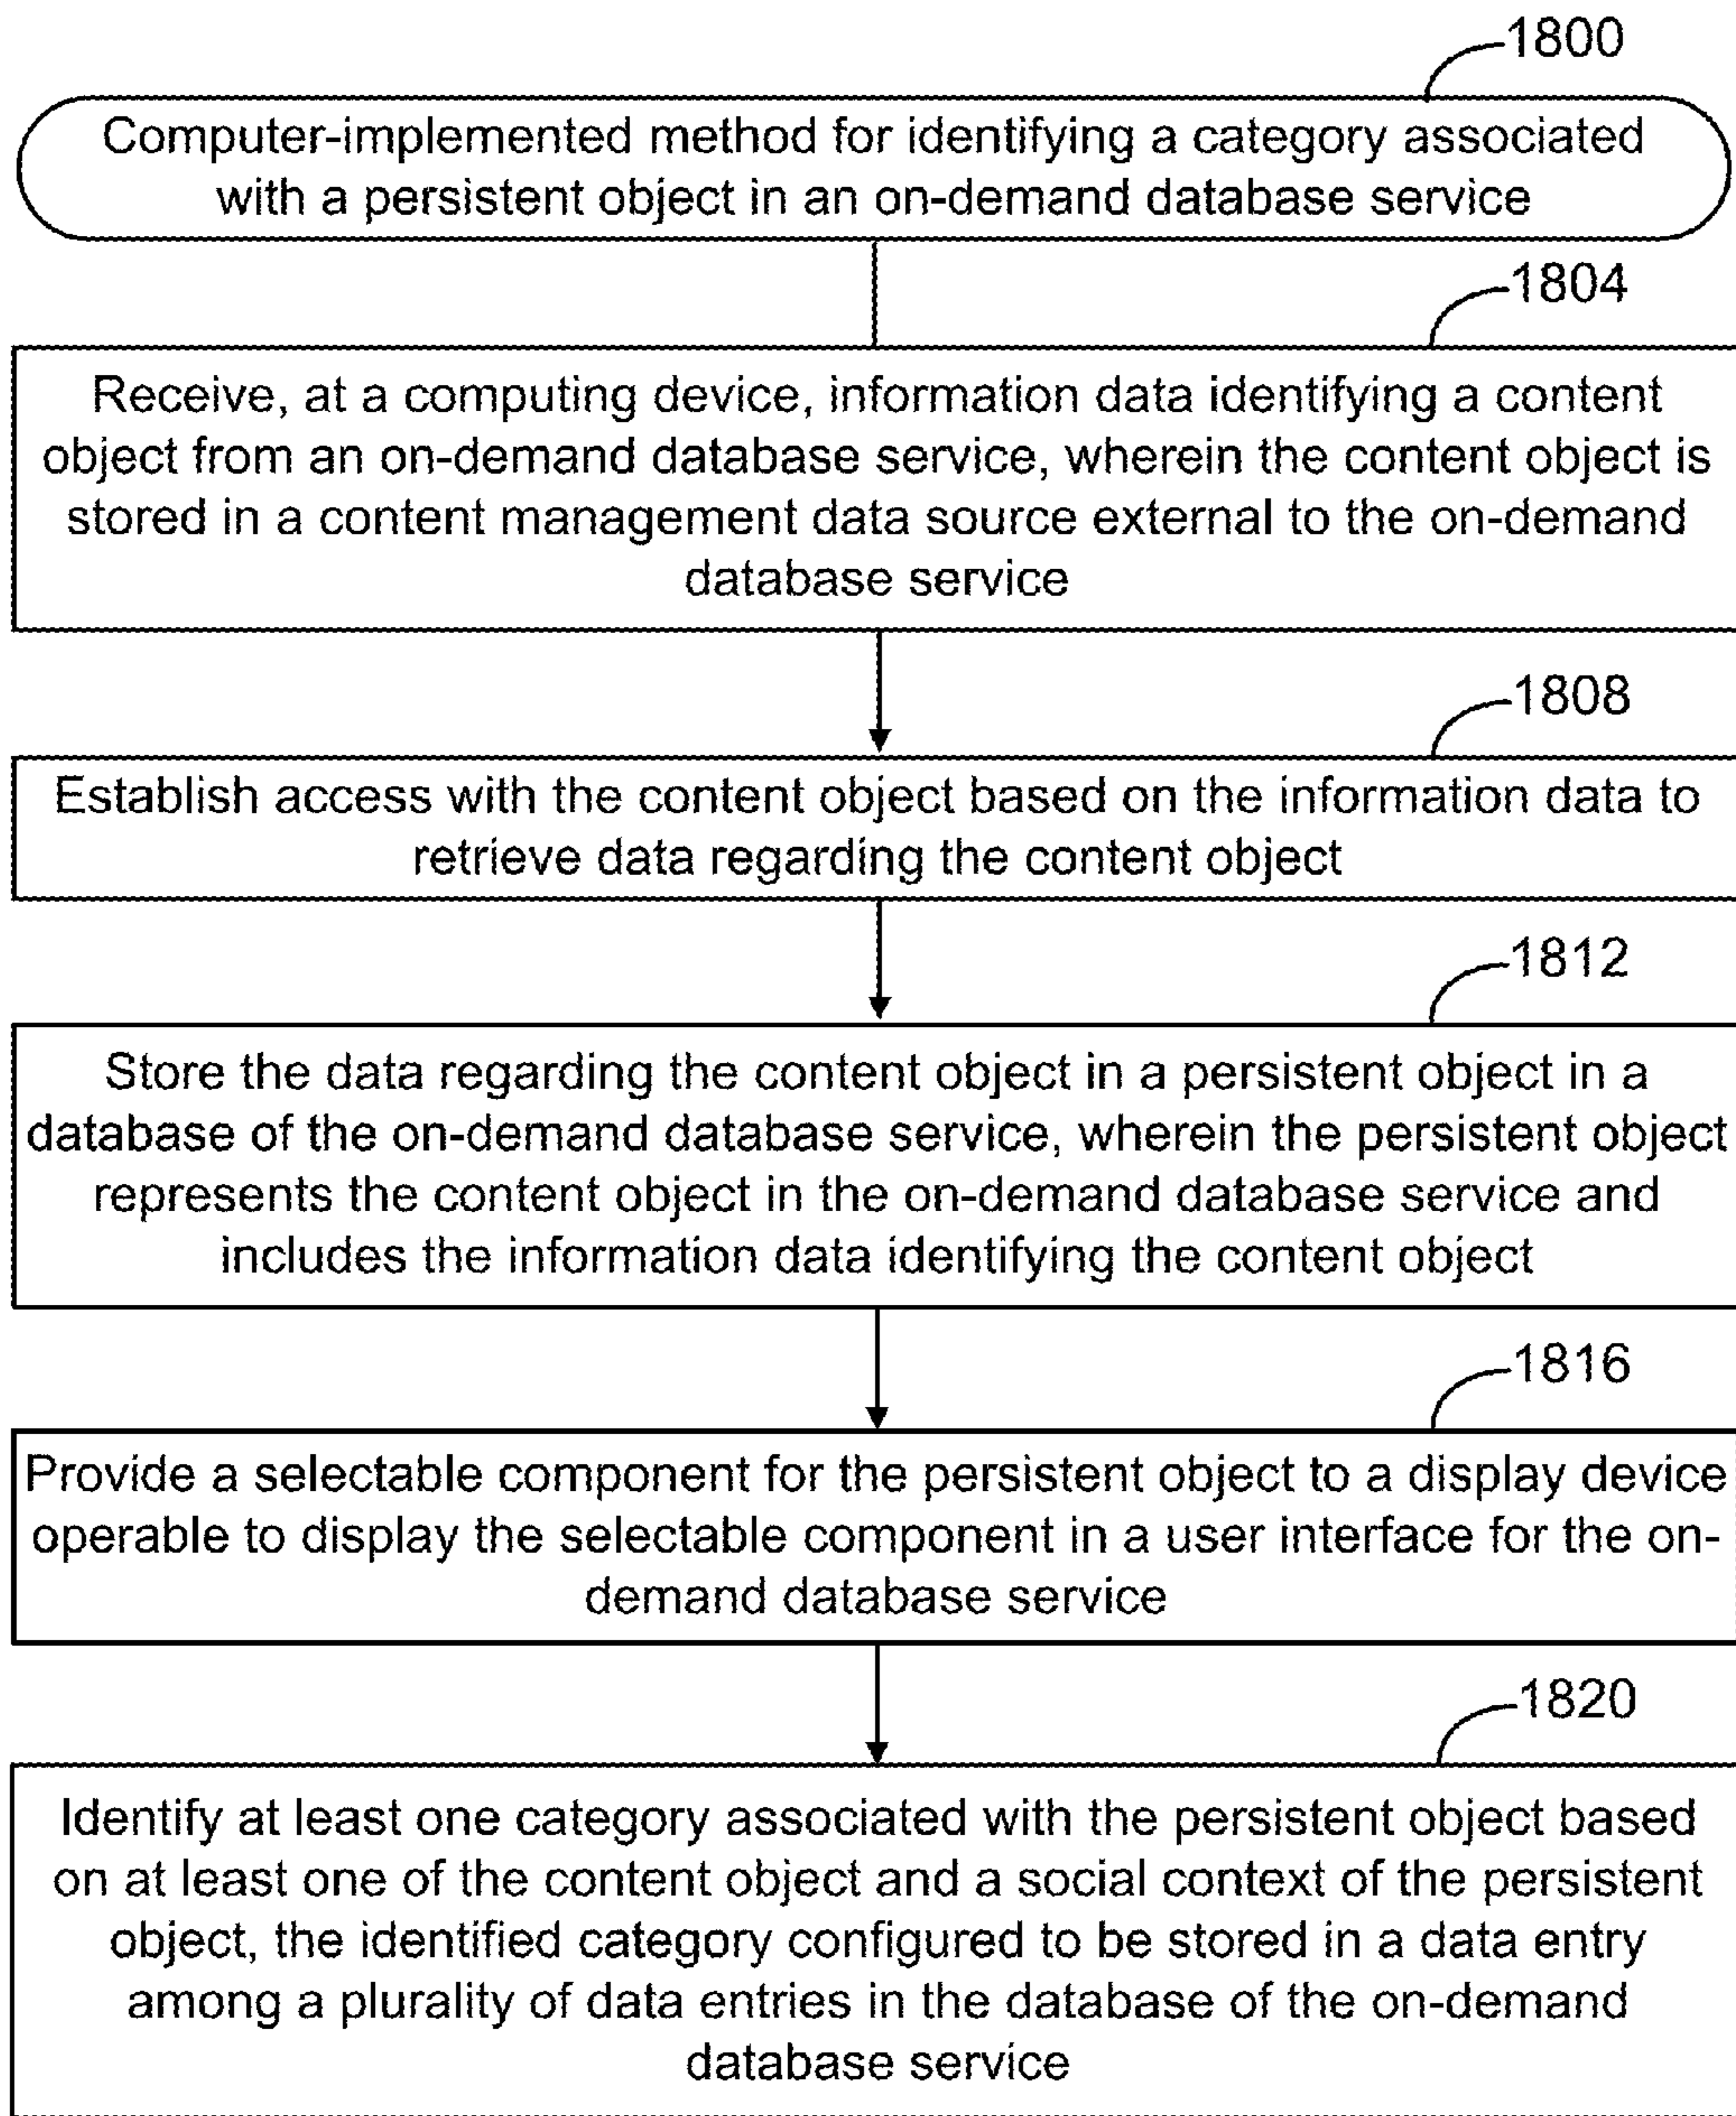 1800
Computer-implemented method for identifying a category associated
with a persistent object in an on-demand database service
1804
Receive, at a computing device, information data identifying a content
object from an on-demand database service, wherein the content object is
stored in a content management data source external to the on-demand
database service
1808
Establish access with the content object based on the information data to
retrieve data regarding the content object
1812
Store the data regarding the content object in a persistent object in a
database of the on-demand database service, wherein the persistent object
represents the content object in the on-demand database service and
includes the information data identifying the content object
1816
Provide a selectable component for the persistent object to a display device
operable to display the selectable component in a user interface for the on-
demand database service
1820
Identify at least one category associated with the persistent object based
on at least one of the content object and a social context of the persistent
object, the identified category configured to be stored in a data entry
among a plurality of data entries in the database of the on-demand
database service